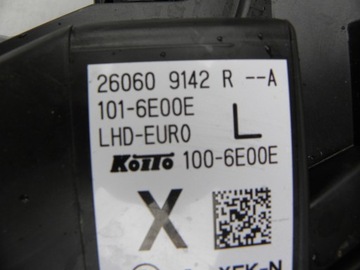 26060 9142 R --A
101-6E00E
LHD-EURO L
KOITO 100-6E00E
X